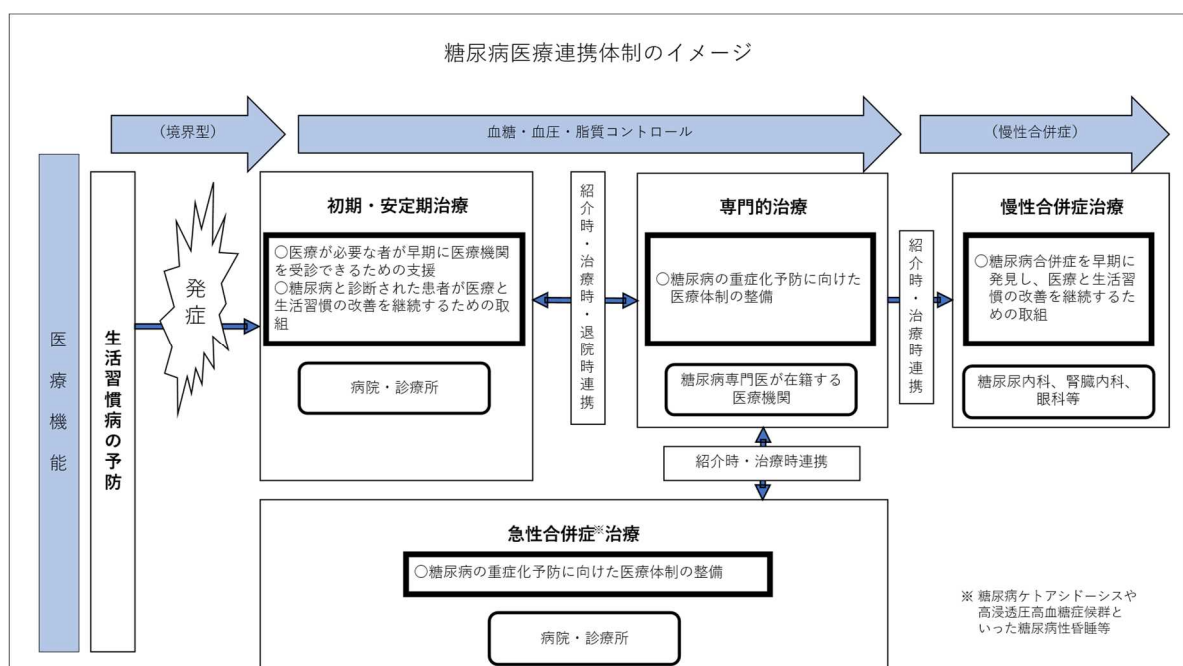 糖尿病医療連携体制のイメージ
（境界型）
血糖・血圧・脂質コントロール
（慢性合併症）
医療機能
生活習慣病の予防
発症
初期・安定期治療
○医療が必要な者が早期に医療機関
を受診できるための支援
○糖尿病と診断された患者が医療と
生活習慣の改善を継続するための取
組
病院・診療所
紹介時・治療時・退院時連携
専門的治療
○糖尿病の重症化予防に向けた
医療体制の整備
糖尿病専門医が在籍する
医療機関
紹介時・治療時連携
慢性合併症治療
○糖尿病合併症を早期に
発見し、医療と生活習
慣の改善を継続するた
めの取組
糖尿尿内科、腎臓内科、
眼科等
紹介時・治療時連携
急性合併症※治療
○糖尿病の重症化予防に向けた医療体制の整備
病院・診療所
※ 糖尿病ケトアシドーシスや
高浸透圧高血糖症候群と
いった糖尿病性昏睡等